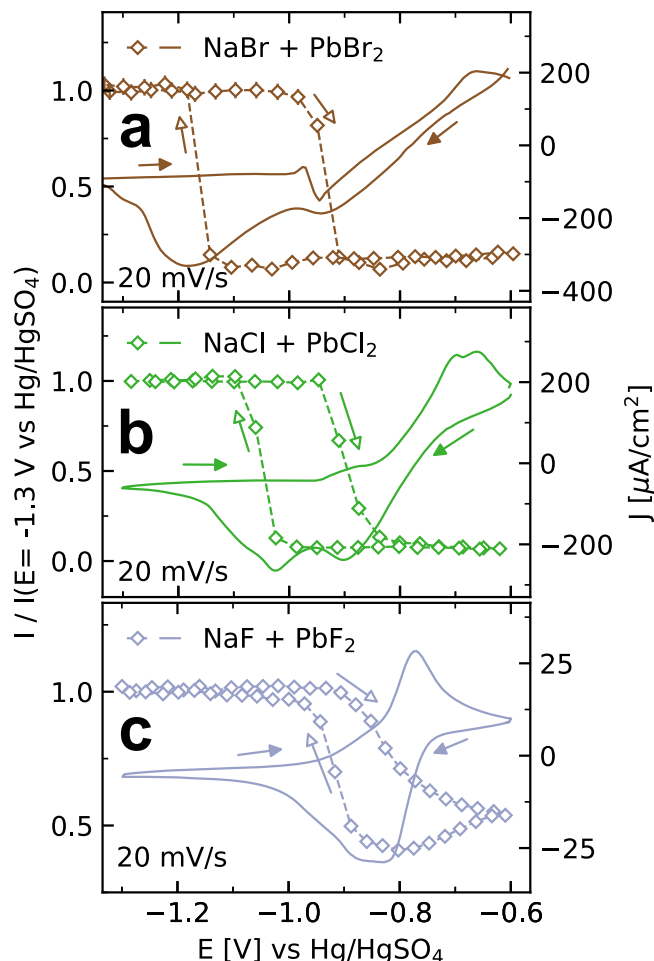 NaBr + PbBr₂
1.0
0.5
0.0
200
0
−200
−400
a
20 mV/s
NaCl + PbCl₂
1.0
0.5
0.0
200
0
−200
b
20 mV/s
NaF + PbF₂
1.0
0.5
25
0
−25
c
20 mV/s
I / I(E= -1.3 V vs Hg/HgSO₄)
J [μA/cm²]
−1.2
−1.0
−0.8
−0.6
E [V] vs Hg/HgSO₄